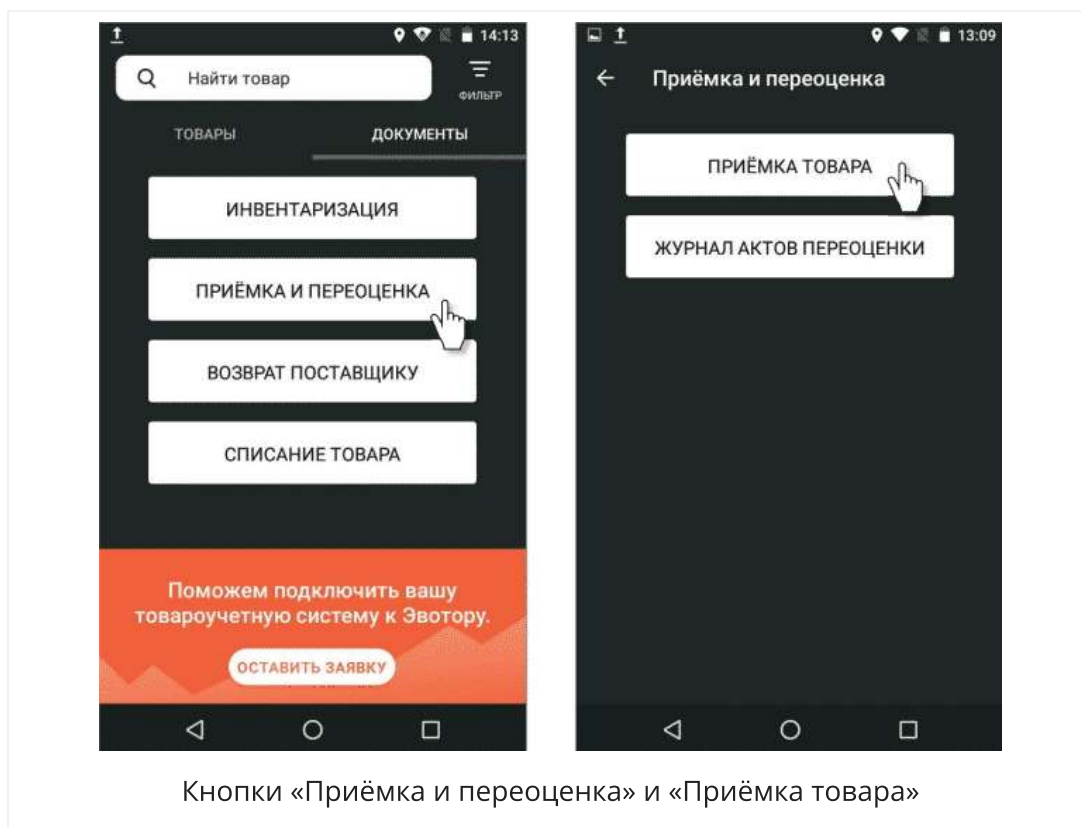 14:13
Найти товар
ФИЛЬТР
ТОВАРЫ
ДОКУМЕНТЫ
ИНВЕНТАРИЗАЦИЯ
ПРИЁМКА И ПЕРЕОЦЕНКА
ВОЗВРАТ ПОСТАВЩИКУ
СПИСАНИЕ ТОВАРА
Поможем подключить вашу
товароучетную систему к Эвотору.
ОСТАВИТЬ ЗАЯВКУ
13:09
Приёмка и переоценка
ПРИЁМКА ТОВАРА
ЖУРНАЛ АКТОВ ПЕРЕОЦЕНКИ
Кнопки «Приёмка и переоценка» и «Приёмка товара»